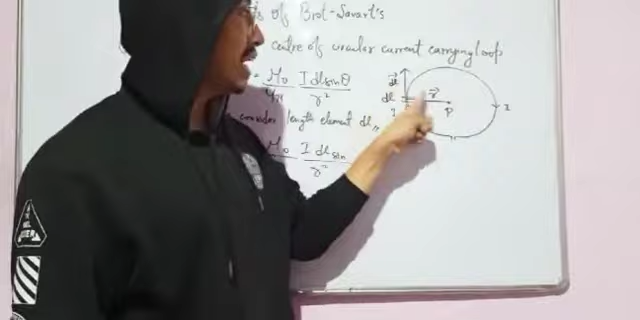 of Biot-Savart's
centre of circular current carrying loop
= μ₀ I dl sinθ
4π r²
consider length element dl,,
μ₀ I dl sin
r²
dl
dl r
I P I